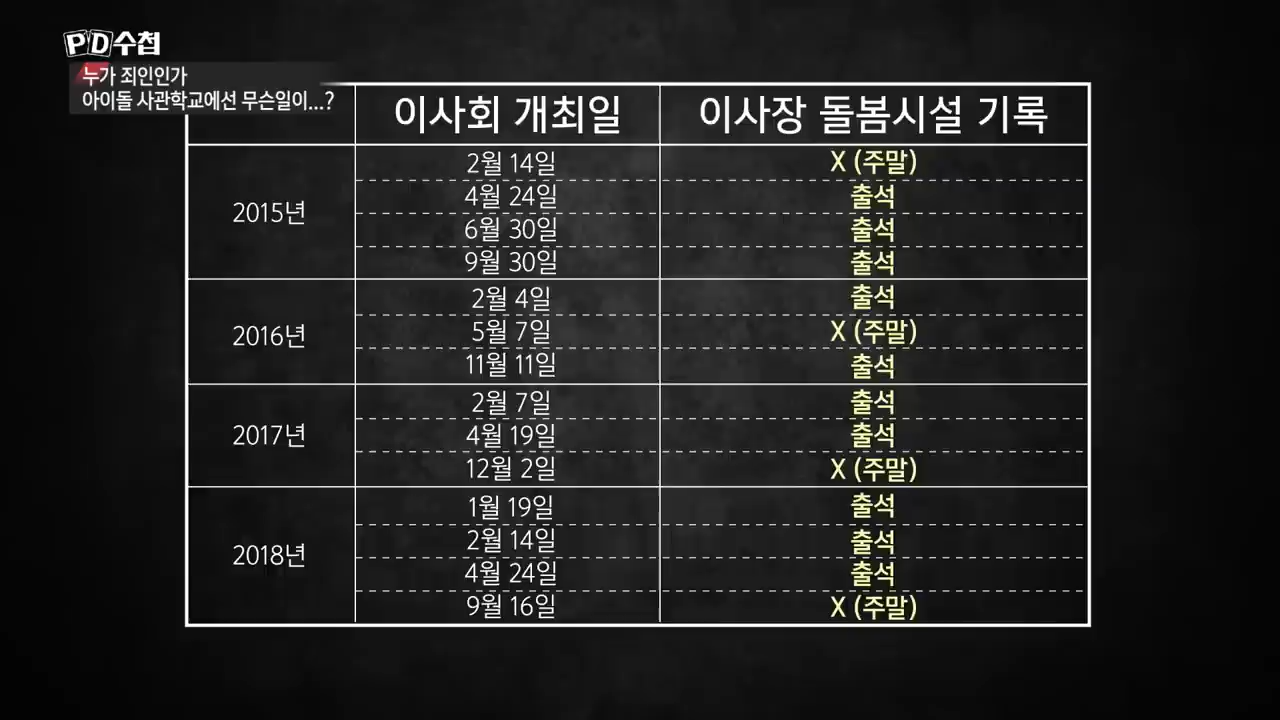 PD수첩
누가 죄인인가
아이돌 사관학교에선 무슨일이...?
이사회 개최일 이사장 돌봄시설 기록
2015년
2월 14일 X (주말)
4월 24일 출석
6월 30일 출석
9월 30일 출석
2016년
2월 4일 출석
5월 7일 X (주말)
11월 11일 출석
2017년
2월 7일 출석
4월 19일 출석
12월 2일 X (주말)
2018년
1월 19일 출석
2월 14일 출석
4월 24일 출석
9월 16일 X (주말)